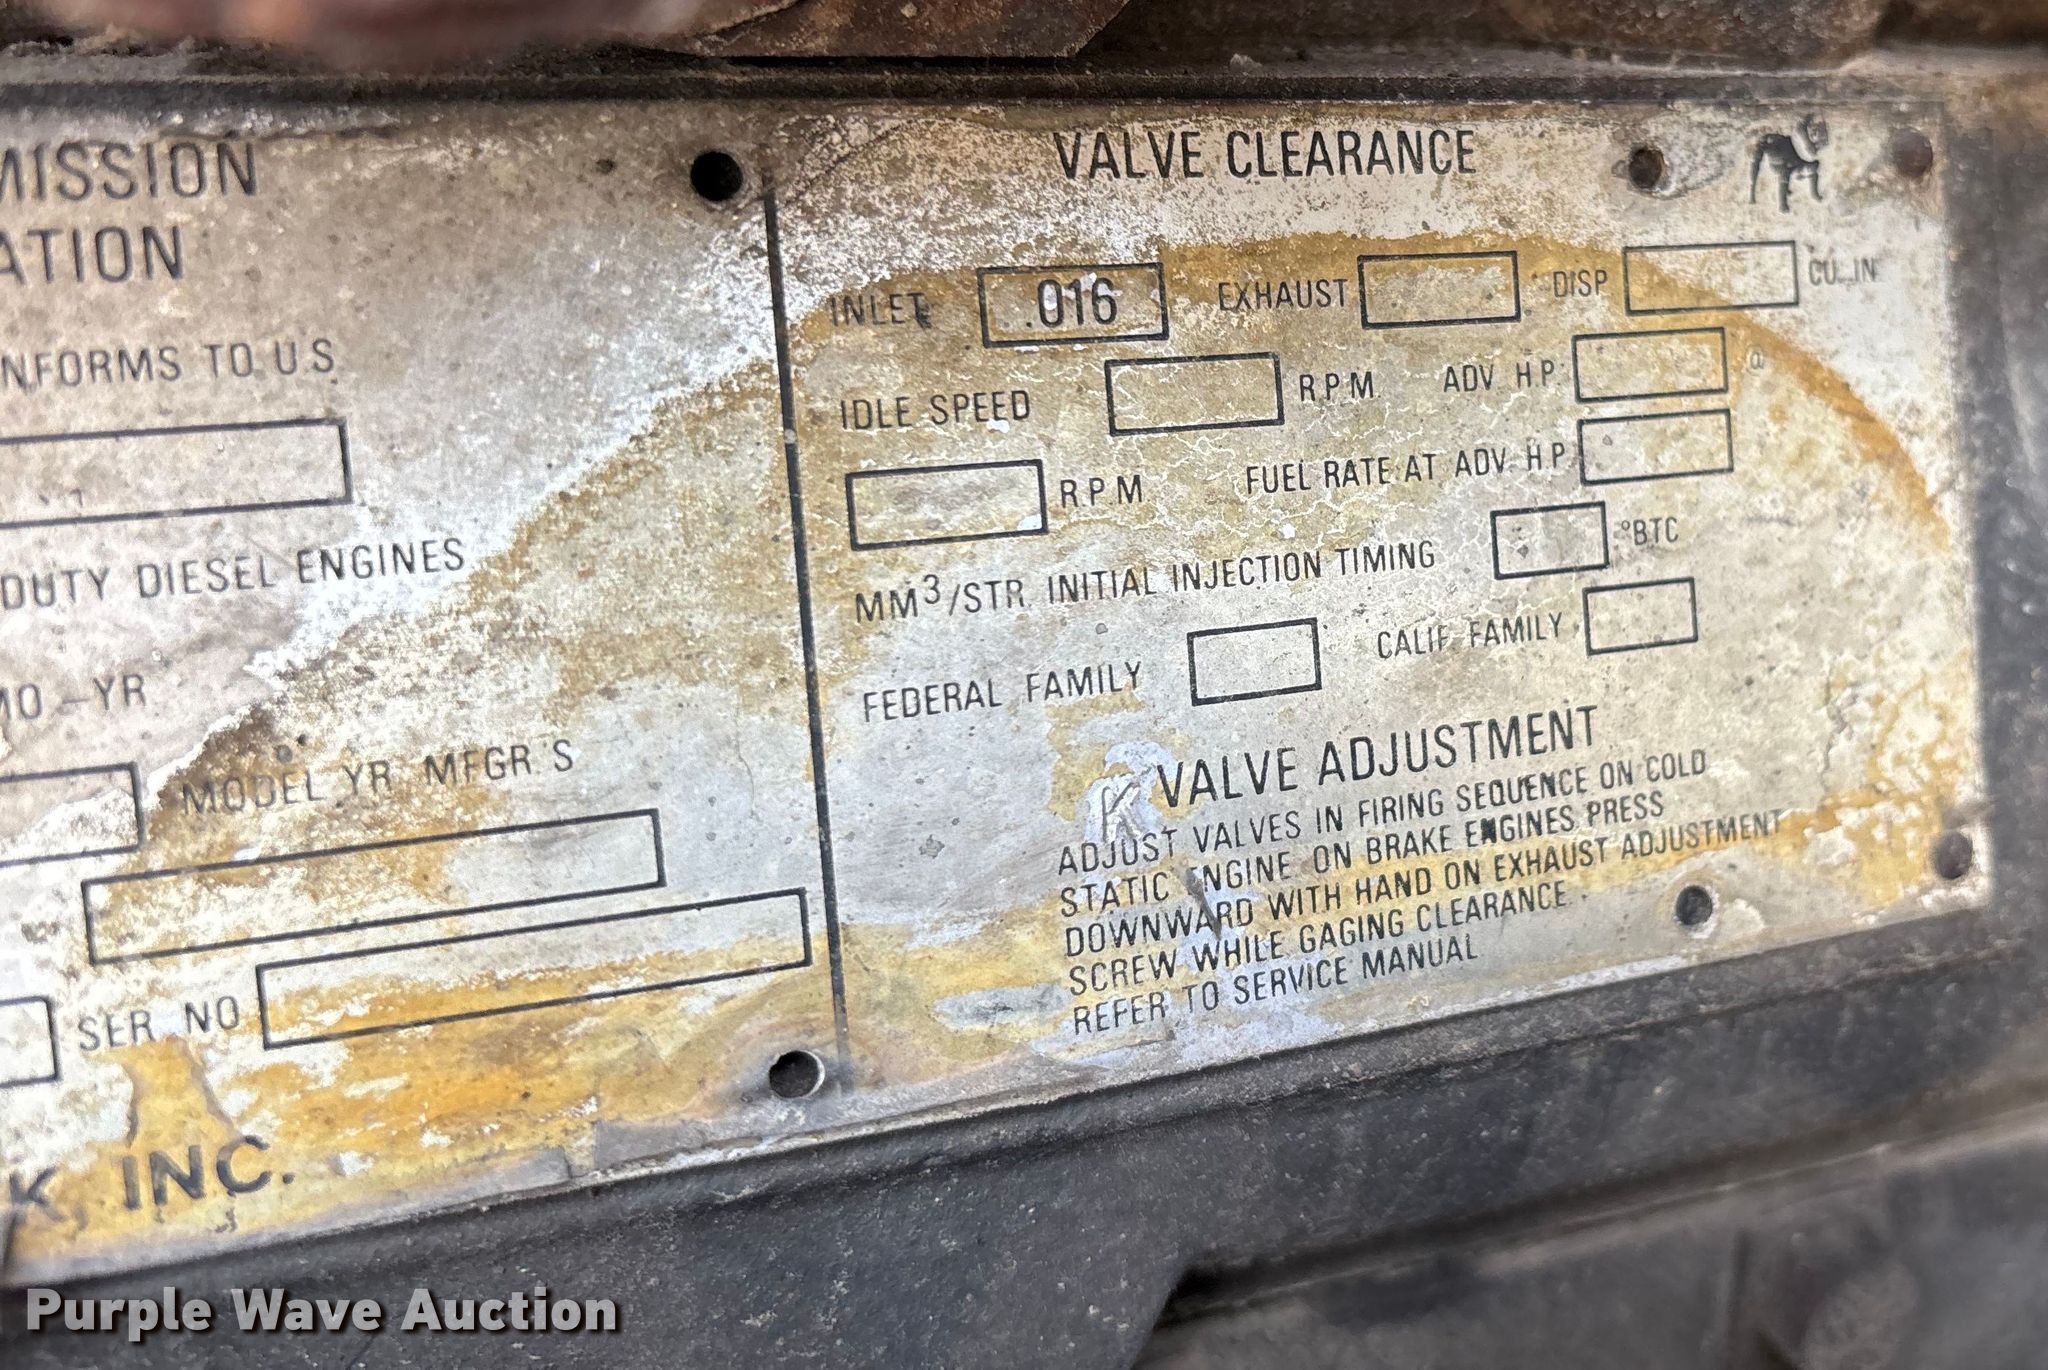 MISSION
ATION
NFORMS TO U.S.
DUTY DIESEL ENGINES
MO-YR
MODEL YR MFGR'S
SER NO
K, INC.
VALVE CLEARANCE
INLET .016 EXHAUST DISP CU. IN.
IDLE SPEED R.P.M. ADV. H.P. @
R.P.M. FUEL RATE AT ADV. H.P.
MM³/STR. INITIAL INJECTION TIMING °BTC
FEDERAL FAMILY CALIF. FAMILY
VALVE ADJUSTMENT
ADJUST VALVES IN FIRING SEQUENCE ON COLD
STATIC ENGINE. ON BRAKE ENGINES PRESS
DOWNWARD WITH HAND ON EXHAUST ADJUSTMENT
SCREW WHILE GAGING CLEARANCE.
REFER TO SERVICE MANUAL
Purple Wave Auction